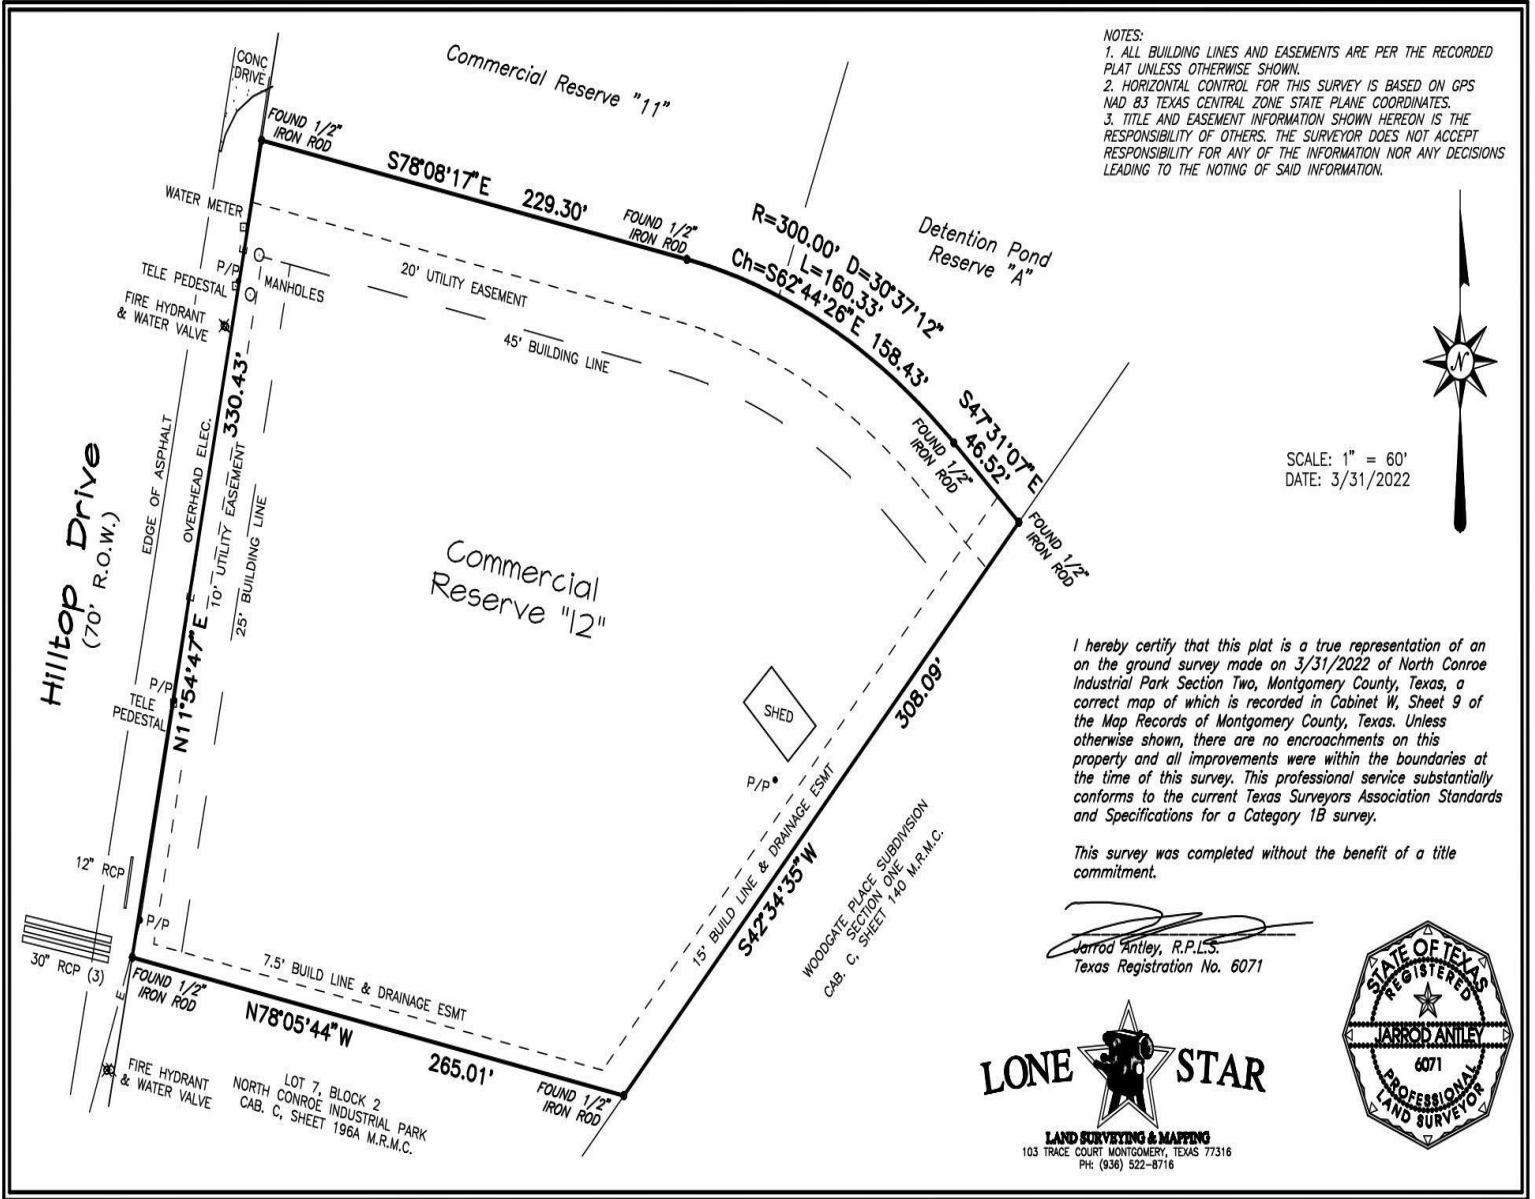 NOTES:
1. ALL BUILDING LINES AND EASEMENTS ARE PER THE RECORDED
PLAT UNLESS OTHERWISE SHOWN.
2. HORIZONTAL CONTROL FOR THIS SURVEY IS BASED ON GPS
NAD 83 TEXAS CENTRAL ZONE STATE PLANE COORDINATES.
3. TITLE AND EASEMENT INFORMATION SHOWN HEREON IS THE
RESPONSIBILITY OF OTHERS. THE SURVEYOR DOES NOT ACCEPT
RESPONSIBILITY FOR ANY OF THE INFORMATION NOR ANY DECISIONS
LEADING TO THE NOTING OF SAID INFORMATION.
CONC
DRIVE
Commercial Reserve "11"
FOUND 1/2"
IRON ROD
S78°08'17"E
229.30'
FOUND 1/2"
IRON ROD
R=300.00' D=30°37'12"
L=160.33'
Ch=S62°44'26"E 158.43'
Detention Pond
Reserve "A"
WATER METER
E
P/P
TELE PEDESTAL
MANHOLES
FIRE HYDRANT
& WATER VALVE
20' UTILITY EASEMENT
45' BUILDING LINE
S47°31'07"E
46.52'
FOUND 1/2"
IRON ROD
FOUND 1/2"
IRON ROD
N
SCALE: 1" = 60'
DATE: 3/31/2022
Hilltop Drive
(70' R.O.W.)
EDGE OF ASPHALT
OVERHEAD ELEC.
E
330.43'
N11°54'47"E
10' UTILITY EASEMENT
25' BUILDING LINE
Commercial
Reserve "12"
P/P
TELE
PEDESTAL
SHED
P/P
308.09'
S42°34'35"W
15' BUILD LINE & DRAINAGE ESMT
WOODGATE PLACE SUBDIVISION
SECTION ONE
CAB. C, SHEET 140 M.R.M.C.
12" RCP
P/P
30" RCP (3)
FOUND 1/2"
IRON ROD
E
7.5' BUILD LINE & DRAINAGE ESMT
N78°05'44"W
265.01'
FOUND 1/2"
IRON ROD
FIRE HYDRANT
& WATER VALVE
LOT 7, BLOCK 2
NORTH CONROE INDUSTRIAL PARK
CAB. C, SHEET 196A M.R.M.C.
I hereby certify that this plat is a true representation of an
on the ground survey made on 3/31/2022 of North Conroe
Industrial Park Section Two, Montgomery County, Texas, a
correct map of which is recorded in Cabinet W, Sheet 9 of
the Map Records of Montgomery County, Texas. Unless
otherwise shown, there are no encroachments on this
property and all improvements were within the boundaries at
the time of this survey. This professional service substantially
conforms to the current Texas Surveyors Association Standards
and Specifications for a Category 1B survey.
This survey was completed without the benefit of a title
commitment.
Jarrod Antley, R.P.L.S.
Texas Registration No. 6071
LONE STAR
LAND SURVEYING & MAPPING
103 TRACE COURT MONTGOMERY, TEXAS 77316
PH: (936) 522-8716
STATE OF TEXAS
REGISTERED
JARROD ANTLEY
6071
PROFESSIONAL
LAND SURVEYOR